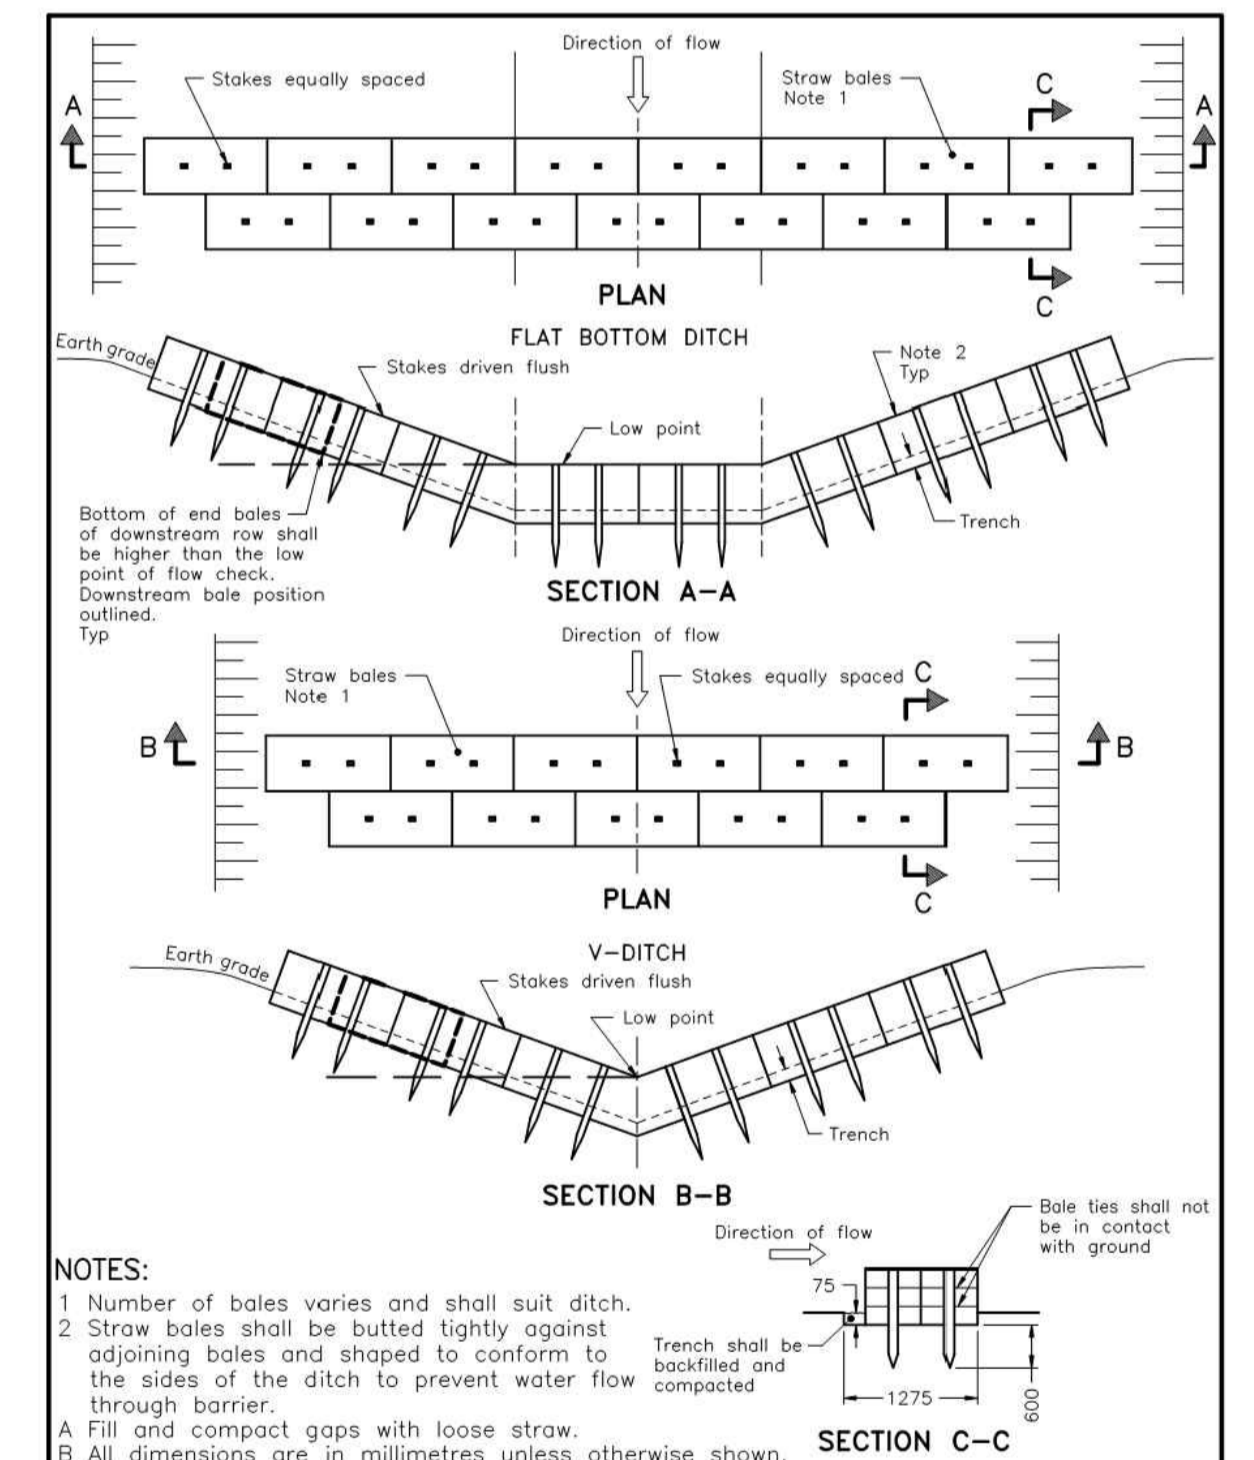 Direction of flow
Stakes equally spaced
Straw bales
Note 1
C
A
A
PLAN
C
FLAT BOTTOM DITCH
Earth grade
Stakes driven flush
Note 2
Typ
Low point
Trench
Bottom of end bales
of downstream row shall
be higher than the low
point of flow check.
Downstream bale position
outlined.
Typ
SECTION A-A
Direction of flow
Straw bales
Note 1
Stakes equally spaced
C
B
B
PLAN
C
V-DITCH
Earth grade
Stakes driven flush
Low point
Trench
SECTION B-B
Direction of flow
Bale ties shall not
be in contact
with ground
75
Trench shall be
backfilled and
compacted
1275
600
SECTION C-C
NOTES:
1 Number of bales varies and shall suit ditch.
2 Straw bales shall be butted tightly against
adjoining bales and shaped to conform to
the sides of the ditch to prevent water flow
through barrier.
A Fill and compact gaps with loose straw.
B All dimensions are in millimetres unless otherwise shown.